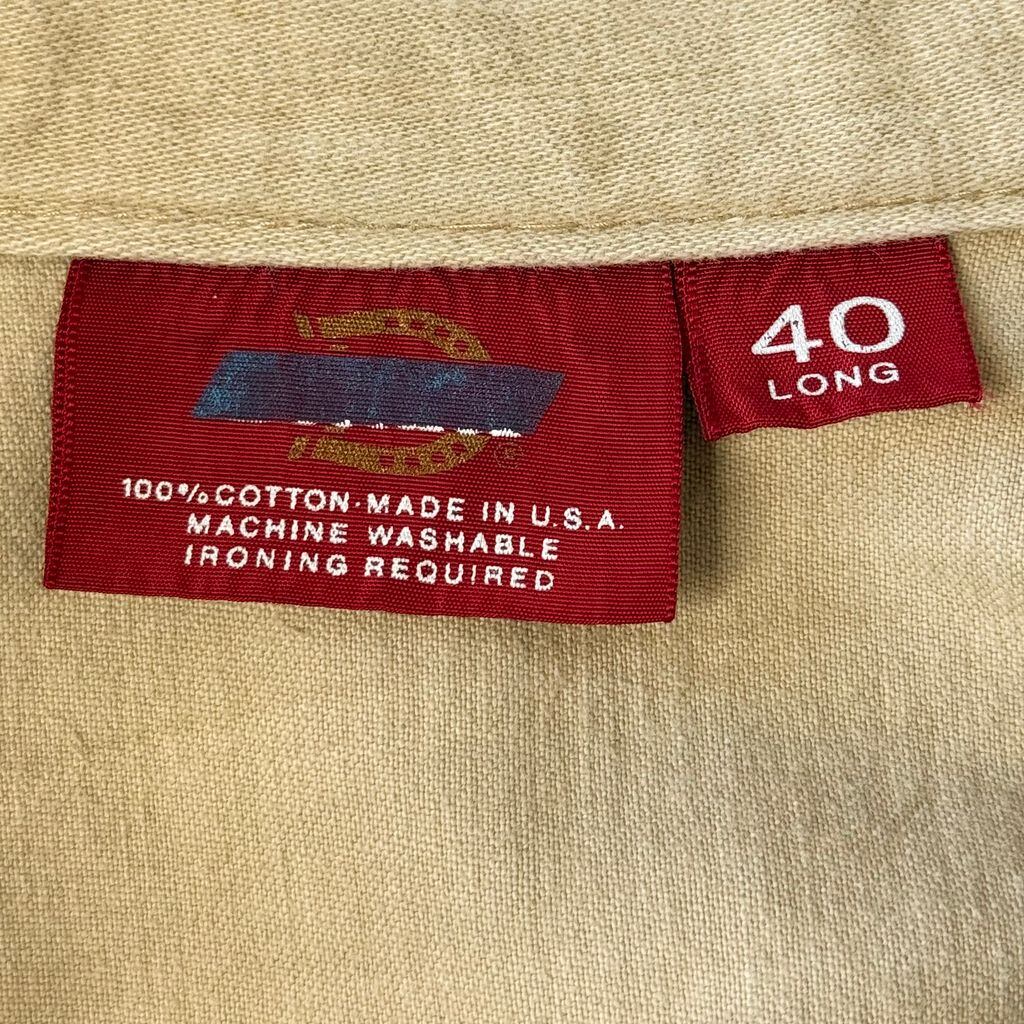 100% COTTON·MADE IN U.S.A.
MACHINE WASHABLE
IRONING REQUIRED
40
LONG